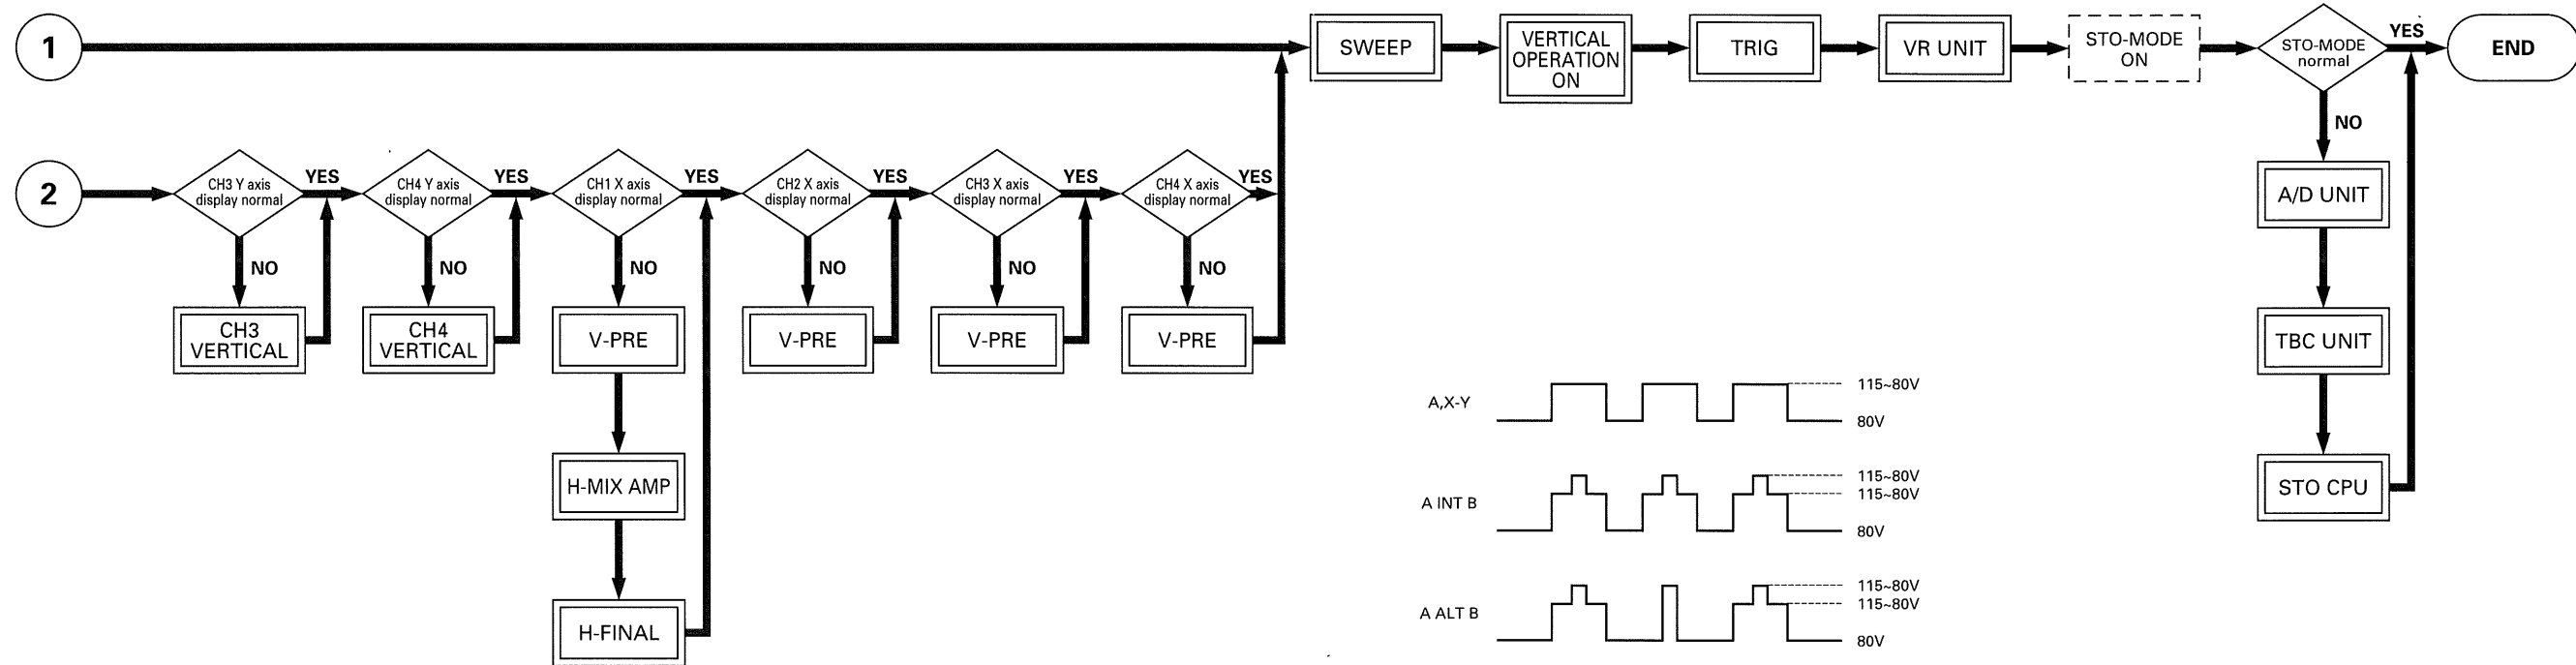 1
SWEEP
VERTICAL
OPERATION
ON
TRIG
VR UNIT
STO-MODE
ON
STO-MODE
normal
YES
END
NO
2
CH3 Y axis
display normal
YES
CH4 Y axis
display normal
YES
CH1 X axis
display normal
YES
CH2 X axis
display normal
YES
CH3 X axis
display normal
YES
CH4 X axis
display normal
YES
A/D UNIT
NO
NO
NO
NO
NO
NO
CH3
VERTICAL
CH4
VERTICAL
V-PRE
V-PRE
V-PRE
V-PRE
TBC UNIT
H-MIX AMP
STO CPU
H-FINAL
A,X-Y
115~80V
80V
A INT B
115~80V
115~80V
80V
A ALT B
115~80V
115~80V
80V